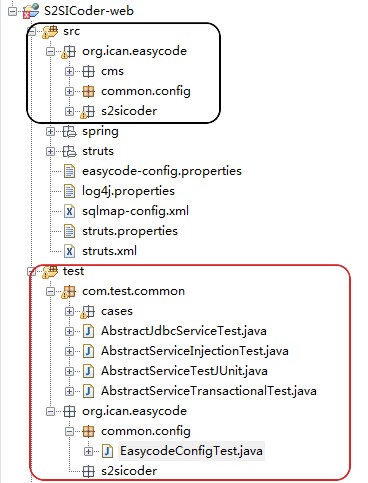 S2SICoder-web
src
org.ican.easycode
cms
common.config
s2sicoder
spring
struts
easycode-config.properties
log4j.properties
sqlmap-config.xml
struts.properties
struts.xml
test
com.test.common
cases
AbstractJdbcServiceTest.java
AbstractServiceInjectionTest.java
AbstractServiceTestJUnit.java
AbstractServiceTransactionalTest.java
org.ican.easycode
common.config
EasycodeConfigTest.java
s2sicoder